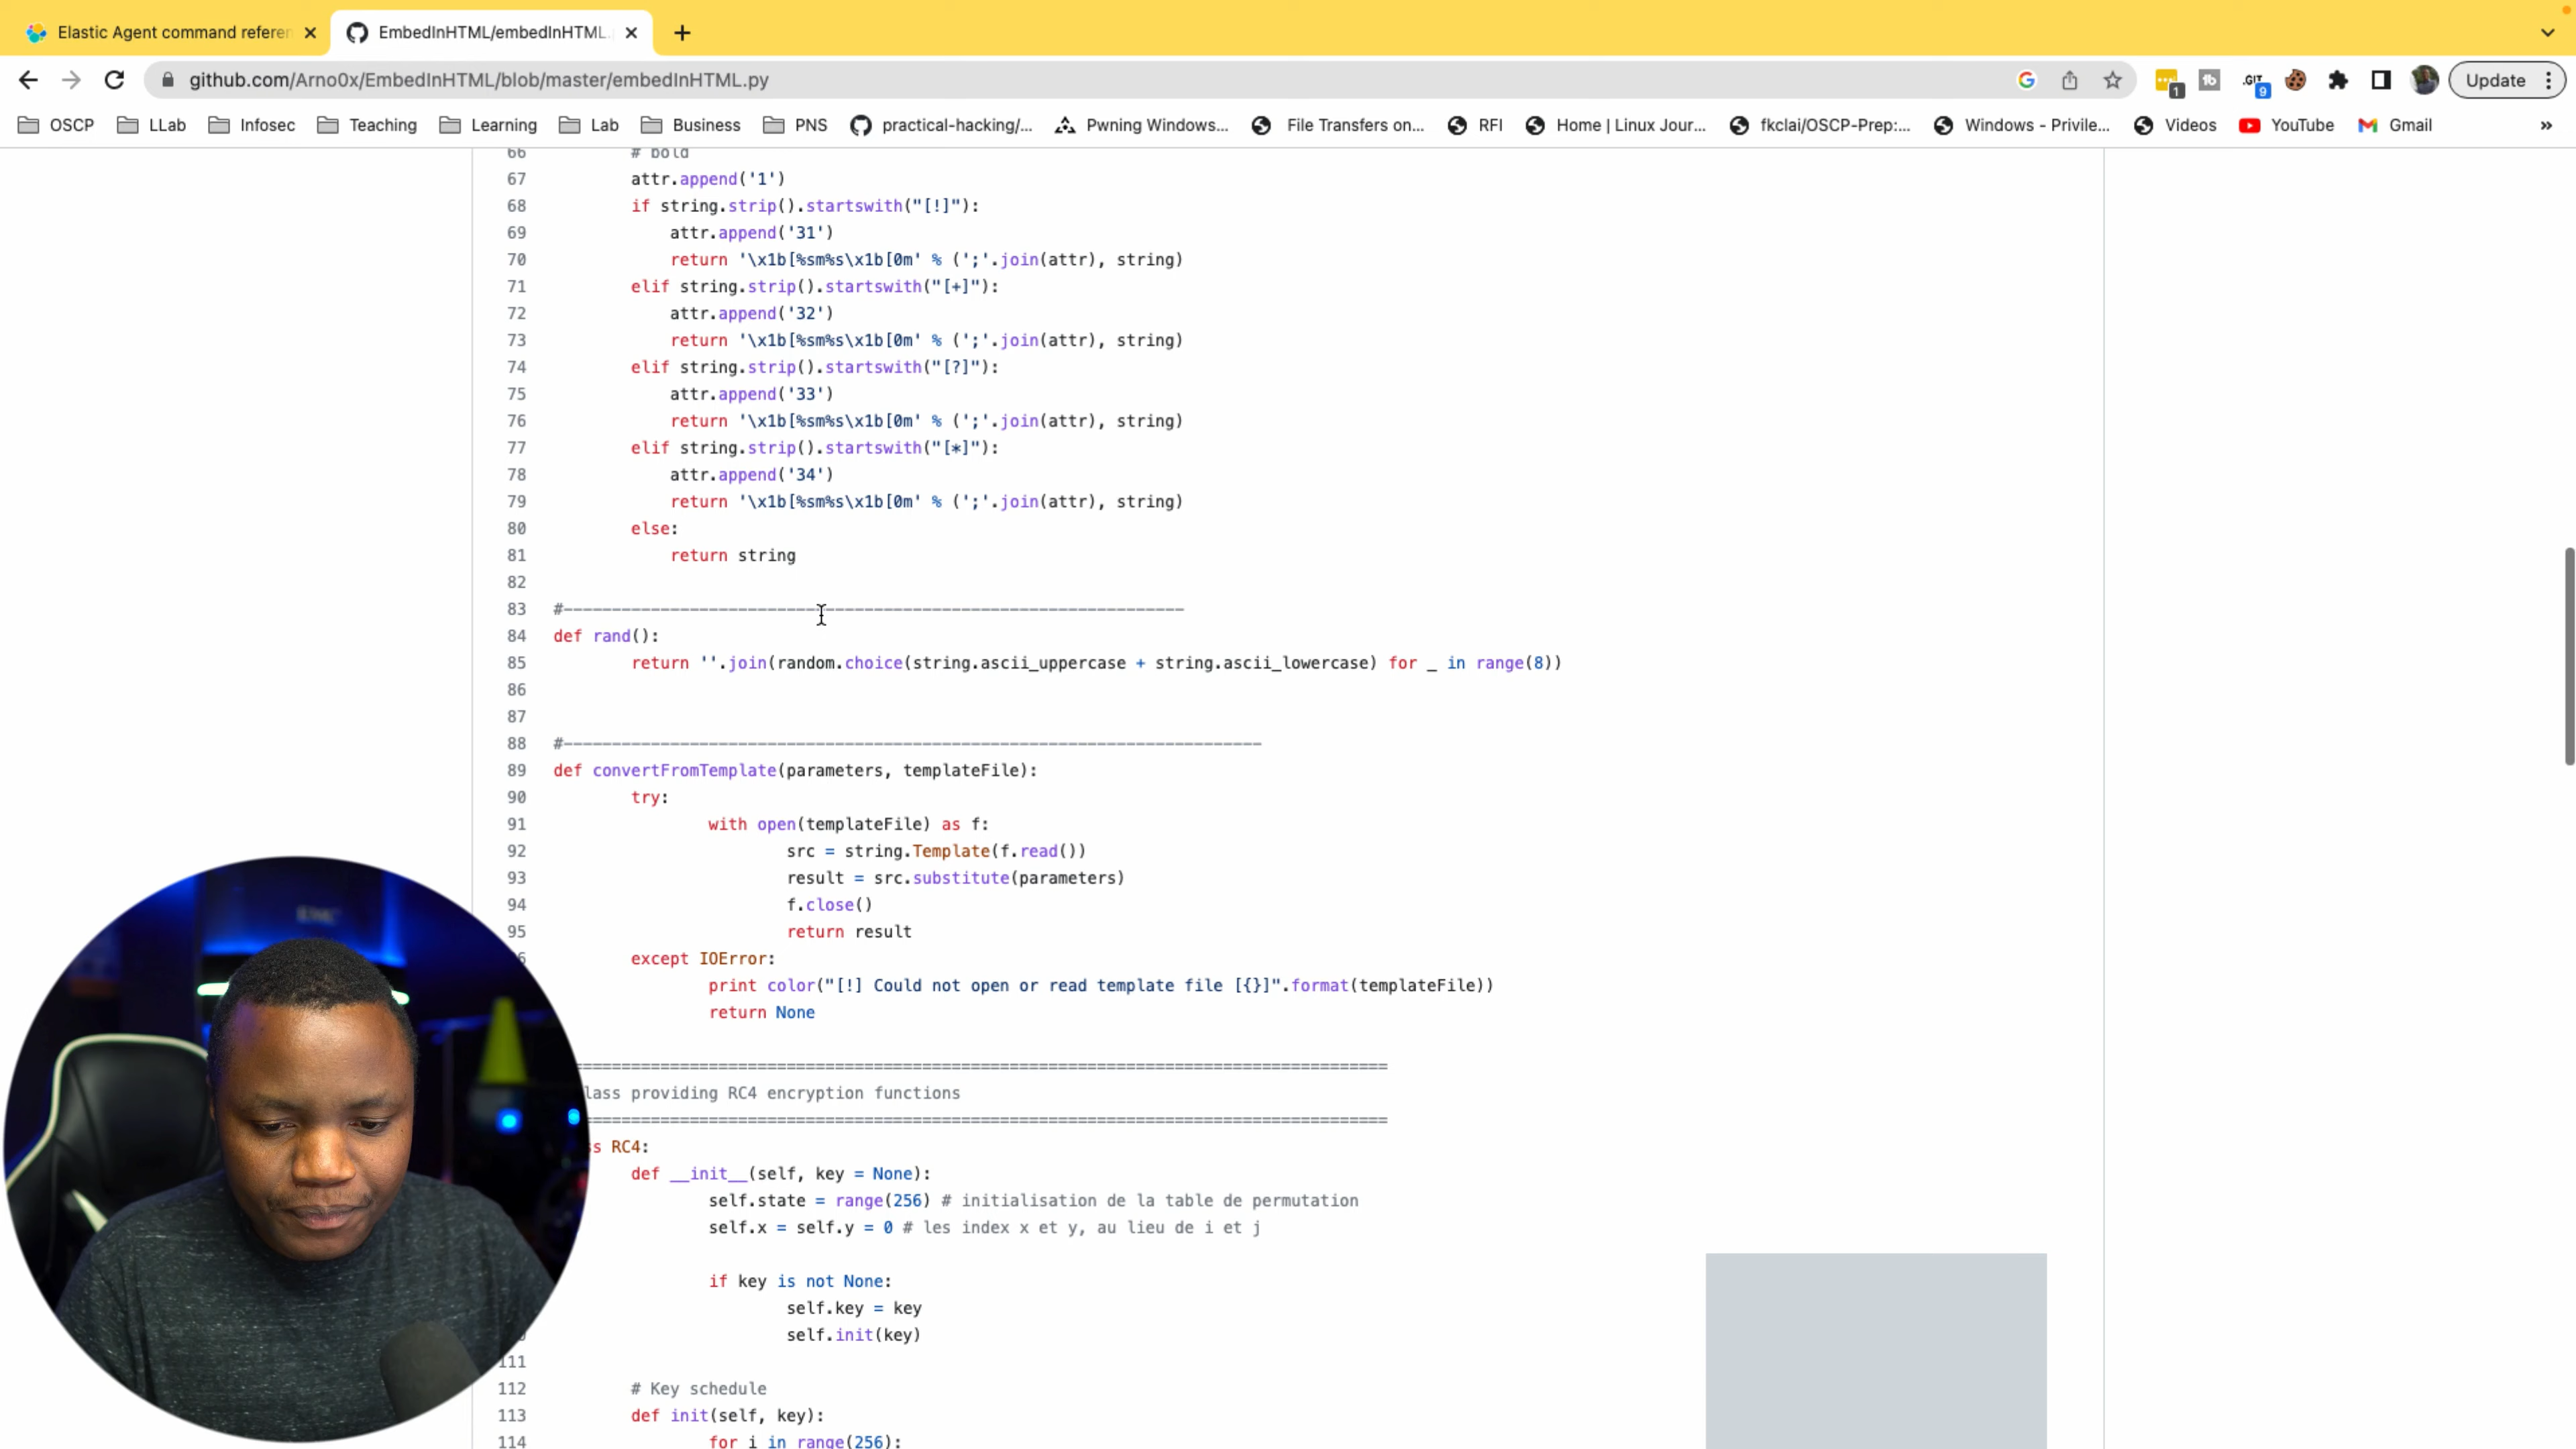 Elastic Agent command referen
EmbedInHTML/embedInHTML.
github.com/Arno0x/EmbedInHTML/blob/master/embedInHTML.py
1
.GIT
9
Update
OSCP
LLab
Infosec
Teaching
Learning
Lab
Business
PNS
practical-hacking/...
Pwning Windows...
File Transfers on...
RFI
Home | Linux Jour...
fkclai/OSCP-Prep:...
Windows - Privile...
Videos
YouTube
Gmail
»
66 # bold
67 attr.append('1')
68 if string.strip().startswith("[!]"):
69 attr.append('31')
70 return '\x1b[%sm%s\x1b[0m' % (';'.join(attr), string)
71 elif string.strip().startswith("[+]"):
72 attr.append('32')
73 return '\x1b[%sm%s\x1b[0m' % (';'.join(attr), string)
74 elif string.strip().startswith("[?]"):
75 attr.append('33')
76 return '\x1b[%sm%s\x1b[0m' % (';'.join(attr), string)
77 elif string.strip().startswith("[*]"):
78 attr.append('34')
79 return '\x1b[%sm%s\x1b[0m' % (';'.join(attr), string)
80 else:
81 return string
82
83 #----------------------------------------------------------------
84 def rand():
85 return ''.join(random.choice(string.ascii_uppercase + string.ascii_lowercase) for _ in range(8))
86
87
88 #------------------------------------------------------------------------
89 def convertFromTemplate(parameters, templateFile):
90 try:
91 with open(templateFile) as f:
92 src = string.Template(f.read())
93 result = src.substitute(parameters)
94 f.close()
95 return result
6 except IOError:
print color("[!] Could not open or read template file [{}]".format(templateFile))
return None
===================================================================================
lass providing RC4 encryption functions
===================================================================================
ss RC4:
def __init__(self, key = None):
self.state = range(256) # initialisation de la table de permutation
self.x = self.y = 0 # les index x et y, au lieu de i et j
if key is not None:
self.key = key
self.init(key)
111
112 # Key schedule
113 def init(self, key):
114 for i in range(256):